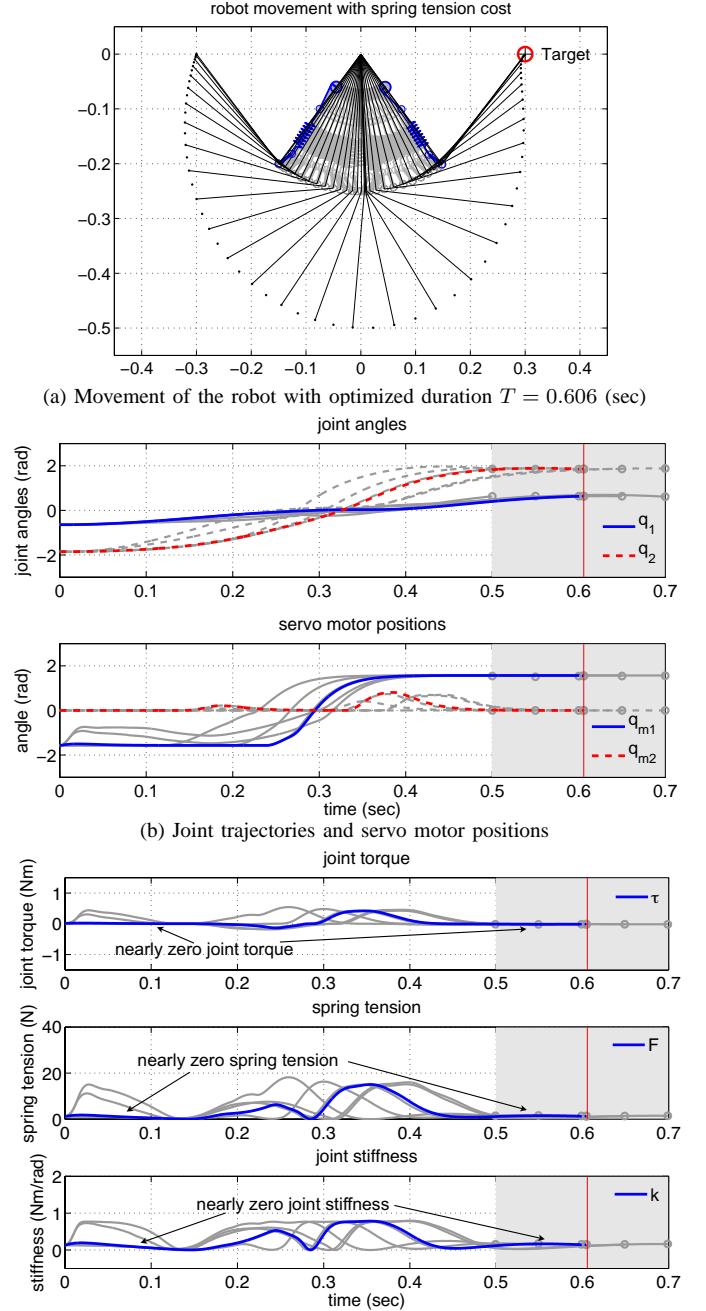 robot movement with spring tension cost
Target
0
−0.1
−0.2
−0.3
−0.4
−0.5
−0.4 −0.3 −0.2 −0.1 0 0.1 0.2 0.3 0.4
(a) Movement of the robot with optimized duration T = 0.606 (sec)
joint angles
joint angles (rad)
2
0
−2
q1
q2
0 0.1 0.2 0.3 0.4 0.5 0.6 0.7
servo motor positions
angle (rad)
2
0
−2
qm1
qm2
0 0.1 0.2 0.3 0.4 0.5 0.6 0.7
time (sec)
(b) Joint trajectories and servo motor positions
joint torque
joint torque (Nm)
1
0
−1
τ
nearly zero joint torque
0 0.1 0.2 0.3 0.4 0.5 0.6 0.7
spring tension
spring tension (N)
40
20
0
F
nearly zero spring tension
0 0.1 0.2 0.3 0.4 0.5 0.6 0.7
joint stiffness
stiffness (Nm/rad)
2
1
0
k
nearly zero joint stiffness
0 0.1 0.2 0.3 0.4 0.5 0.6 0.7
time (sec)